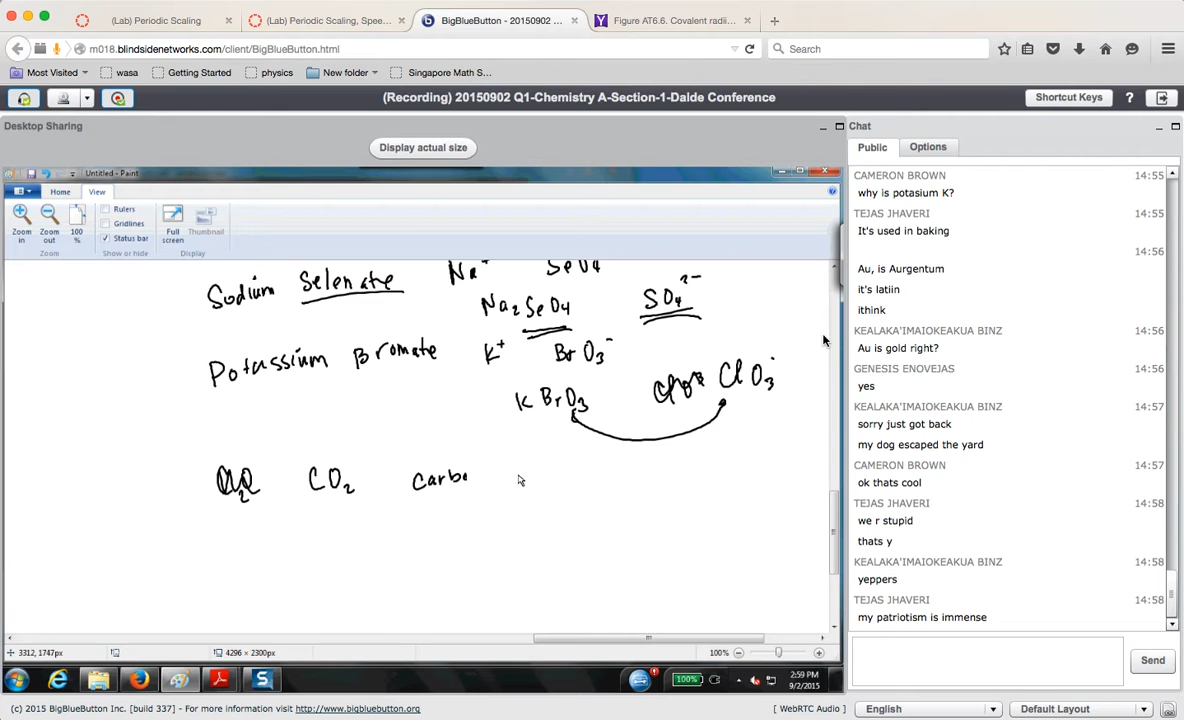 (Lab) Periodic Scaling
(Lab) Periodic Scaling, Spee...
BigBlueButton - 20150902 ...
Figure AT6.6. Covalent radii...
m018.blindsidenetworks.com/client/BigBlueButton.html
Search
Most Visited
wasa
Getting Started
physics
New folder
Singapore Math S...
(Recording) 20150902 Q1-Chemistry A-Section-1-Dalde Conference
Shortcut Keys
?
Desktop Sharing
Display actual size
Untitled - Paint
Home
View
Zoom in
Zoom out
100 %
Rulers
Gridlines
Status bar
Full screen
Thumbnail
Zoom
Show or hide
Display
Sodium Selenate Na+ SeO4
Na2SeO4 SO4 2-
Potassium Bromate K+ BrO3-
KBrO3 ClO3-
CO2 carbo
3312, 1747px
4296 × 2300px
100%
100%
2:59 PM
9/2/2015
Chat
Public
Options
CAMERON BROWN 14:55
why is potasium K?
TEJAS JHAVERI 14:55
It's used in baking
14:56
Au, is Aurgentum
it's latiin
ithink
KEALAKA'IMAIOKEAKUA BINZ 14:56
Au is gold right?
GENESIS ENOVEJAS 14:56
yes
KEALAKA'IMAIOKEAKUA BINZ 14:57
sorry just got back
my dog escaped the yard
CAMERON BROWN 14:57
ok thats cool
TEJAS JHAVERI 14:58
we r stupid
thats y
KEALAKA'IMAIOKEAKUA BINZ 14:58
yeppers
TEJAS JHAVERI 14:58
my patriotism is immense
Send
(c) 2015 BigBlueButton Inc. [build 337] - For more information visit http://www.bigbluebutton.org
[ WebRTC Audio ]
English
Default Layout